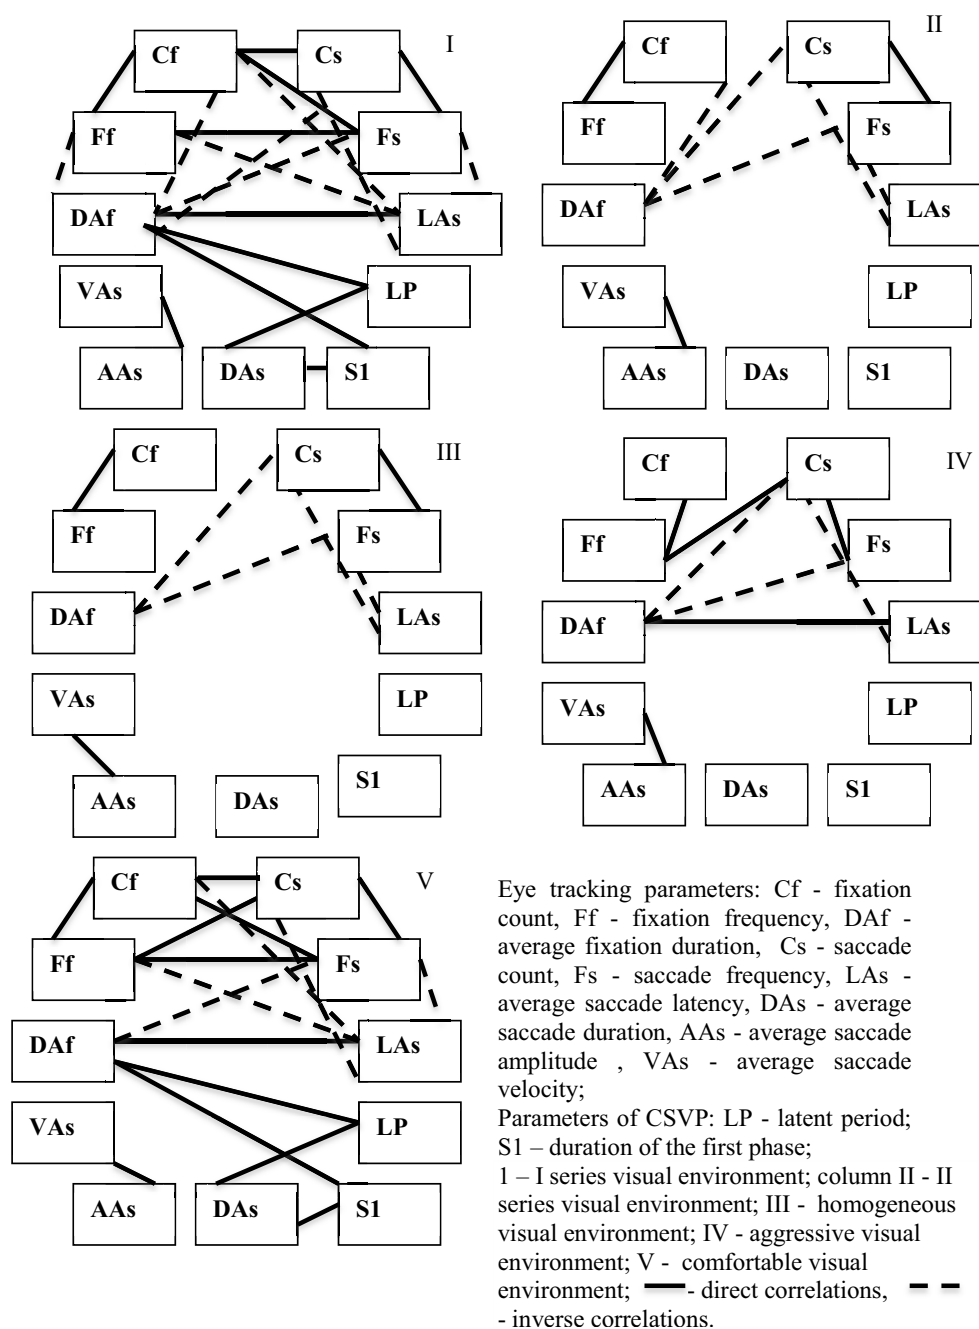 I
Cf
Cs
Ff
Fs
DAf
LAs
VAs
LP
AAs
DAs
S1
II
Cf
Cs
Ff
Fs
DAf
LAs
VAs
LP
AAs
DAs
S1
III
Cf
Cs
Ff
Fs
DAf
LAs
VAs
LP
AAs
DAs
S1
IV
Cf
Cs
Ff
Fs
DAf
LAs
VAs
LP
AAs
DAs
S1
V
Cf
Cs
Ff
Fs
DAf
LAs
VAs
LP
AAs
DAs
S1
Eye tracking parameters: Cf - fixation
count, Ff - fixation frequency, DAf -
average fixation duration, Cs - saccade
count, Fs - saccade frequency, LAs -
average saccade latency, DAs - average
saccade duration, AAs - average saccade
amplitude , VAs - average saccade
velocity;
Parameters of CSVP: LP - latent period;
S1 – duration of the first phase;
1 – I series visual environment; column II - II
series visual environment; III - homogeneous
visual environment; IV - aggressive visual
environment; V - comfortable visual
environment; - direct correlations,
- inverse correlations.